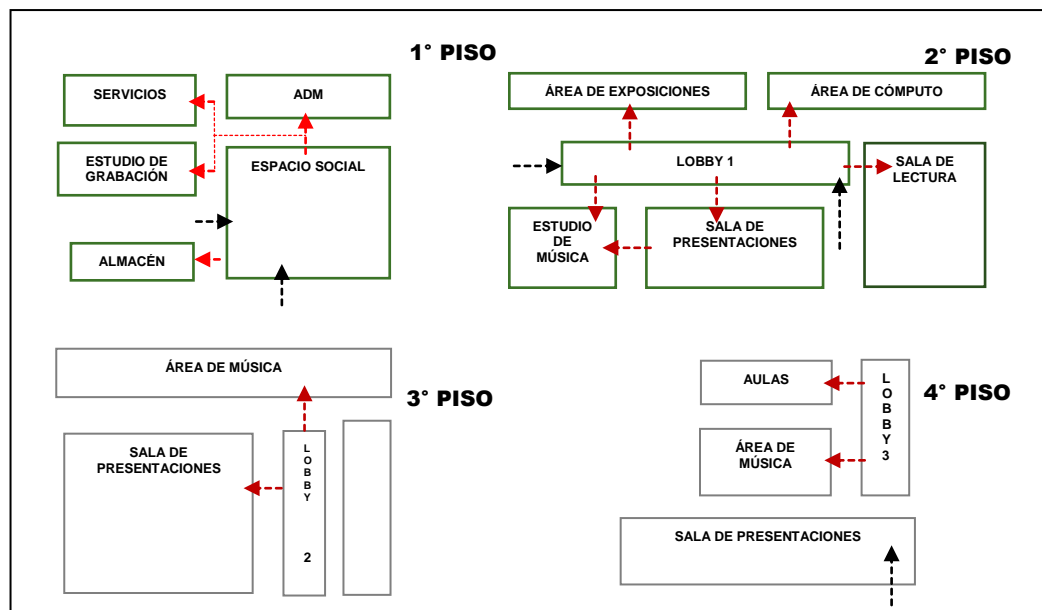 1° PISO
SERVICIOS
ADM
ESTUDIO DE
GRABACIÓN
ESPACIO SOCIAL
ALMACÉN
2° PISO
ÁREA DE EXPOSICIONES
ÁREA DE CÓMPUTO
LOBBY 1
SALA DE
LECTURA
ESTUDIO
DE
MÚSICA
SALA DE
PRESENTACIONES
3° PISO
ÁREA DE MÚSICA
SALA DE
PRESENTACIONES
L
O
B
B
Y
2
4° PISO
AULAS
L
O
B
B
Y
3
ÁREA DE
MÚSICA
SALA DE PRESENTACIONES